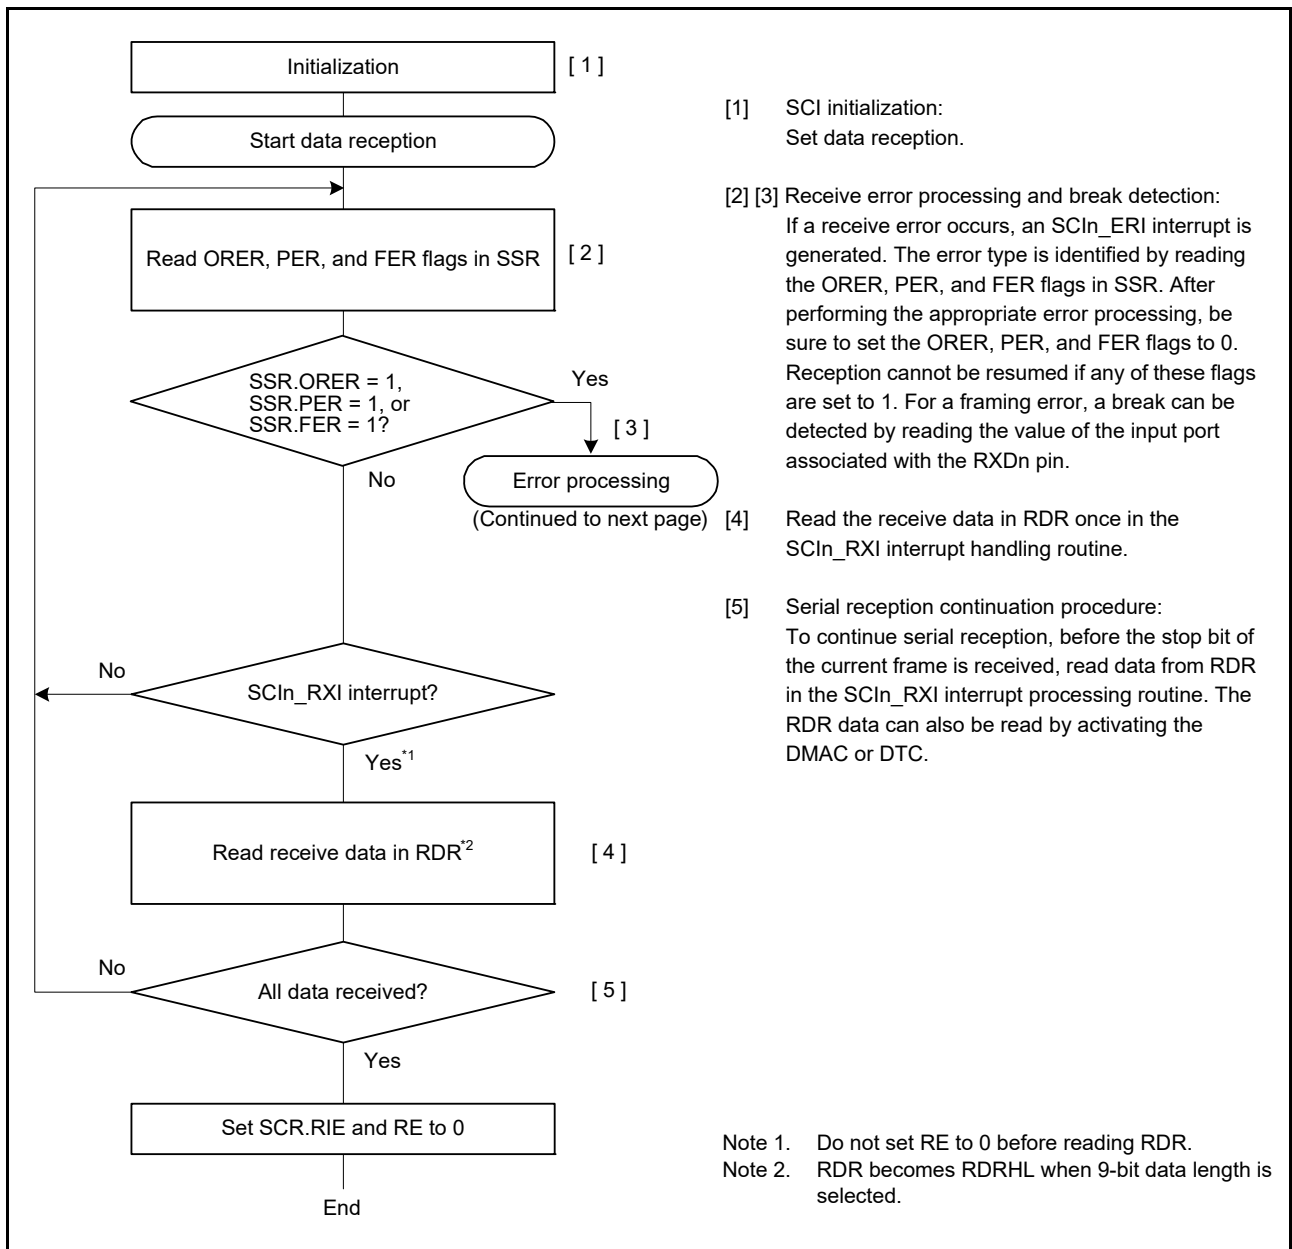 Initialization
[ 1 ]
Start data reception
Read ORER, PER, and FER flags in SSR
[ 2 ]
SSR.ORER = 1,
SSR.PER = 1, or
SSR.FER = 1?
Yes
[ 3 ]
No
Error processing
(Continued to next page)
No
SCIn_RXI interrupt?
Yes*1
Read receive data in RDR*2
[ 4 ]
No
All data received?
[ 5 ]
Yes
Set SCR.RIE and RE to 0
End
[1] SCI initialization:
Set data reception.
[2] [3] Receive error processing and break detection:
If a receive error occurs, an SCIn_ERI interrupt is
generated. The error type is identified by reading
the ORER, PER, and FER flags in SSR. After
performing the appropriate error processing, be
sure to set the ORER, PER, and FER flags to 0.
Reception cannot be resumed if any of these flags
are set to 1. For a framing error, a break can be
detected by reading the value of the input port
associated with the RXDn pin.
[4] Read the receive data in RDR once in the
SCIn_RXI interrupt handling routine.
[5] Serial reception continuation procedure:
To continue serial reception, before the stop bit of
the current frame is received, read data from RDR
in the SCIn_RXI interrupt processing routine. The
RDR data can also be read by activating the
DMAC or DTC.
Note 1. Do not set RE to 0 before reading RDR.
Note 2. RDR becomes RDRHL when 9-bit data length is
selected.